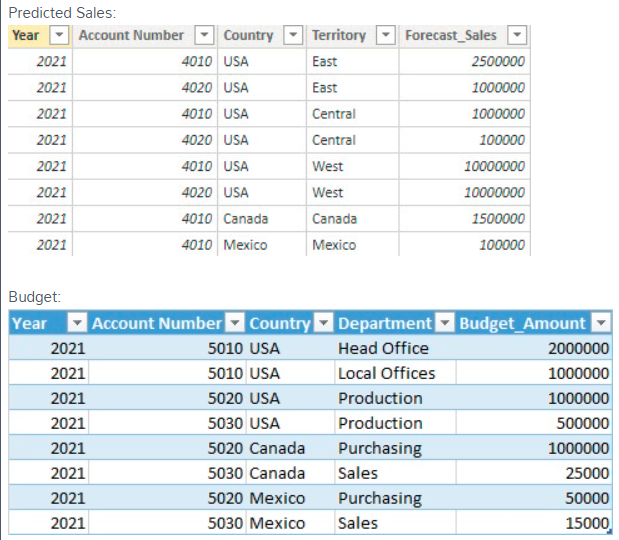 Predicted Sales:
Year Account Number Country Territory Forecast_Sales
2021 4010 USA East 2500000
2021 4020 USA East 1000000
2021 4010 USA Central 1000000
2021 4020 USA Central 100000
2021 4010 USA West 10000000
2021 4020 USA West 10000000
2021 4010 Canada Canada 1500000
2021 4010 Mexico Mexico 100000
Budget:
Year Account Number Country Department Budget_Amount
2021 5010 USA Head Office 2000000
2021 5010 USA Local Offices 1000000
2021 5020 USA Production 1000000
2021 5030 USA Production 500000
2021 5020 Canada Purchasing 1000000
2021 5030 Canada Sales 25000
2021 5020 Mexico Purchasing 50000
2021 5030 Mexico Sales 15000